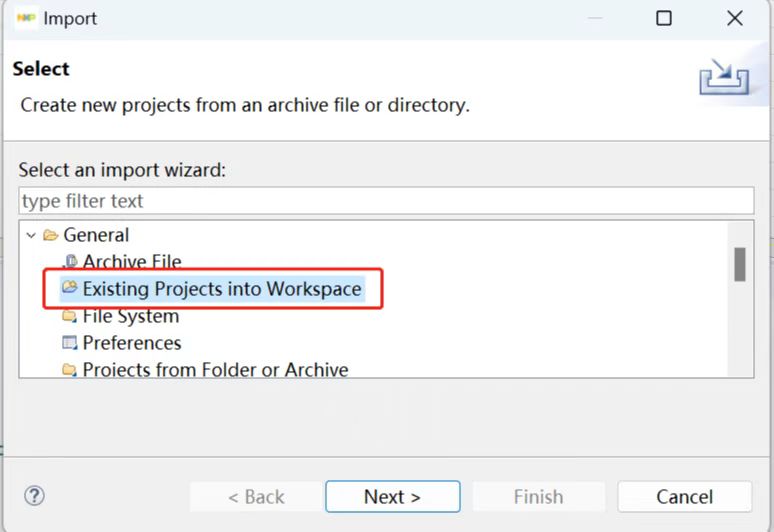 NXP Import
Select
Create new projects from an archive file or directory.
Select an import wizard:
type filter text
General
Archive File
Existing Projects into Workspace
File System
Preferences
Projects from Folder or Archive
? < Back Next > Finish Cancel